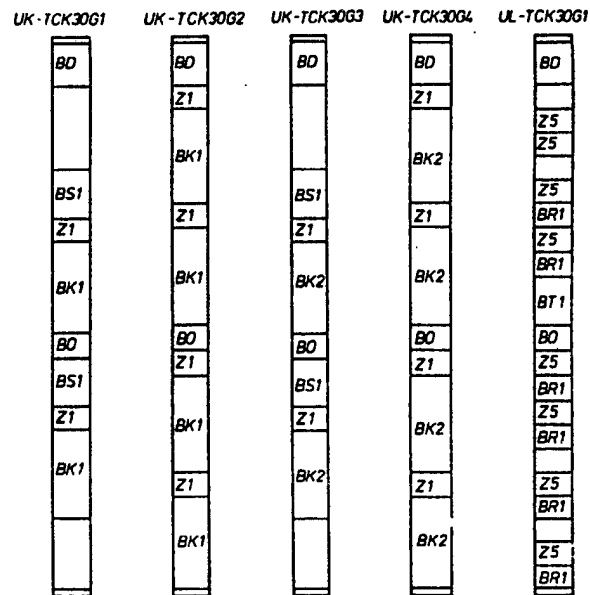 UK-TCK30G1 UK-TCK30G2 UK-TCK30G3 UK-TCK30G4 UL-TCK30G1
BD BD BD BD BD
Z1 Z1
Z5
Z5
BK1 BK2
BS1 BS1 Z5
Z1 Z1 BR1
Z1 Z1 Z5
BR1
BK1 BK1 BK2 BK2
BT1
BO BO BO BO BO
Z1 Z1 Z5
BS1 BS1 BR1
Z1 Z1 Z5
BK1 BK2 BR1
BK1 BK2
Z1 Z1 Z5
BR1
BK1 BK2
Z5
BR1